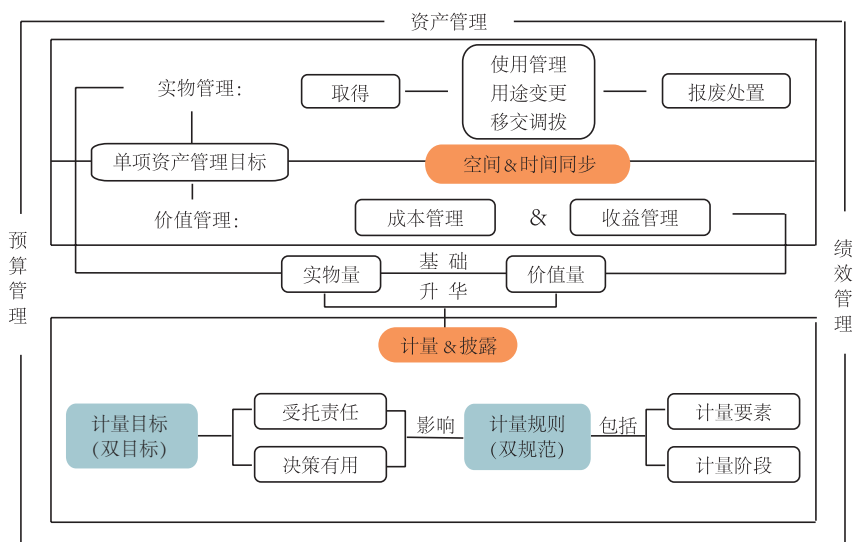 资产管理
实物管理:
取得
使用管理
用途变更
移交调拨
报废处置
单项资产管理目标
空间&时间同步
价值管理:
成本管理
&
收益管理
预算管理
绩效管理
实物量
基础
升华
价值量
计量&披露
计量目标
(双目标)
受托责任
决策有用
影响
计量规则
(双规范)
包括
计量要素
计量阶段